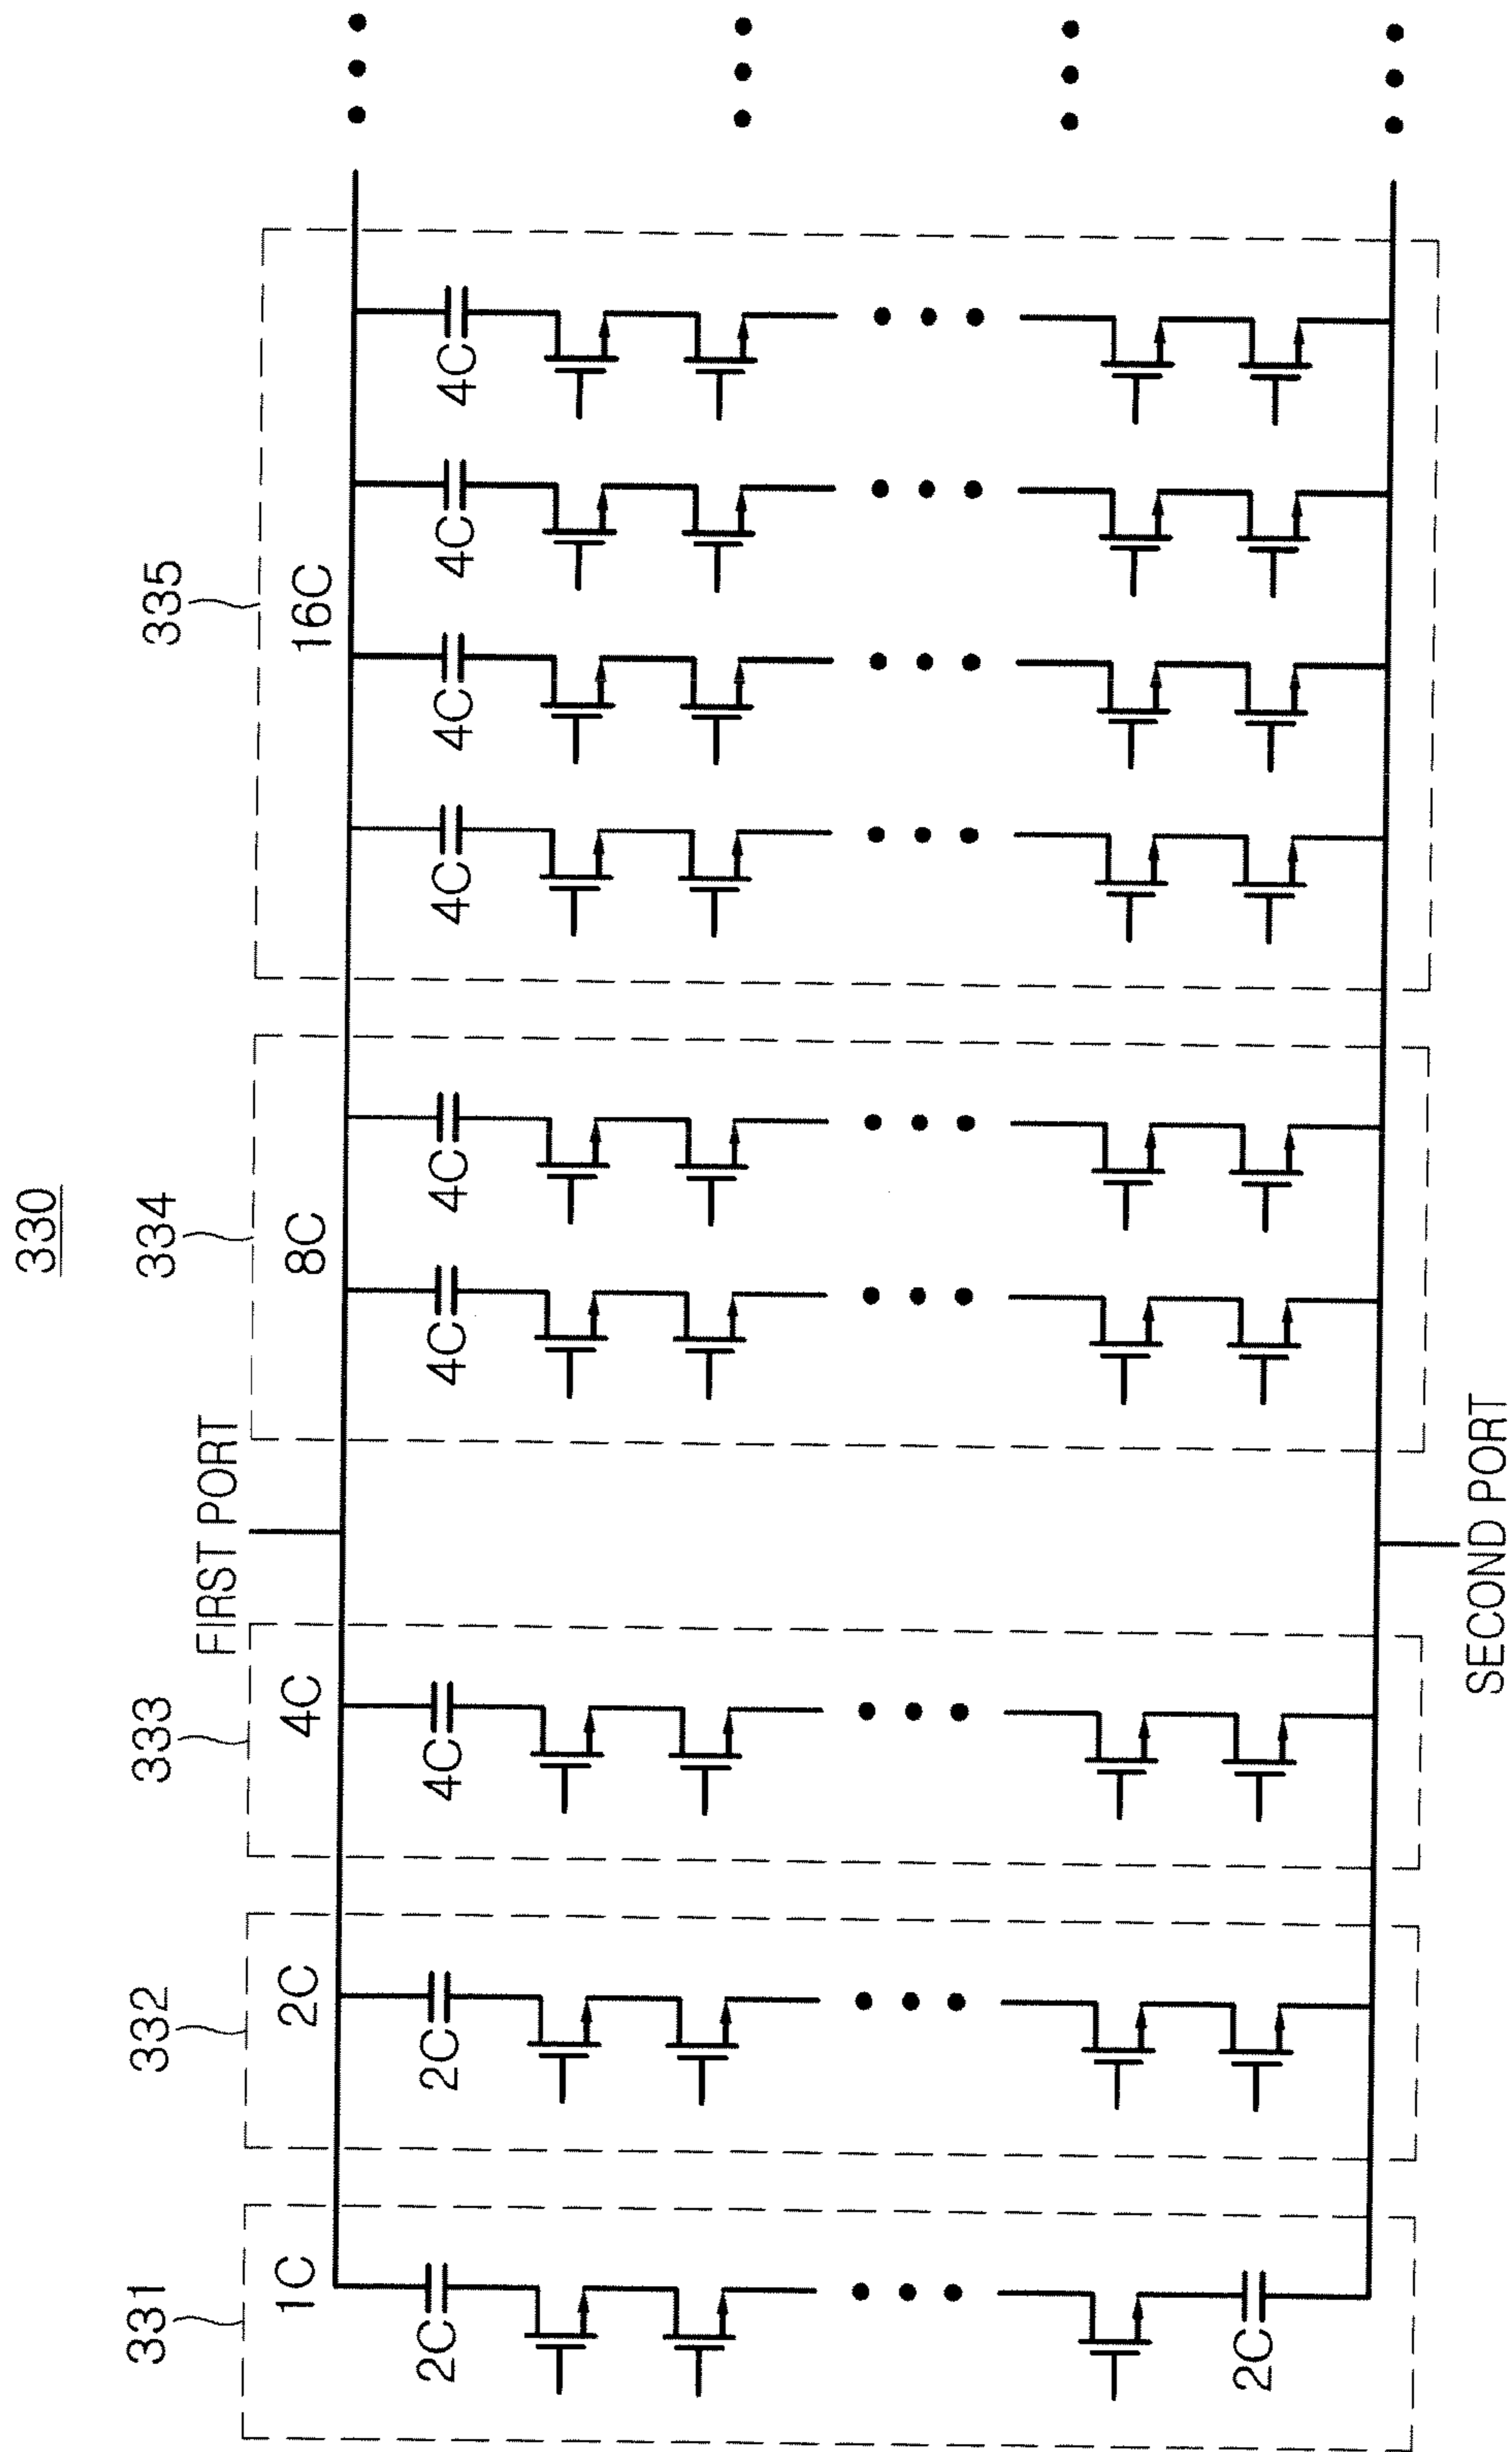 330
331
332
333
334
335
FIRST PORT
1C
2C
4C
8C
16C
2C
2C
4C
4C
4C
4C
4C
4C
4C
2C
SECOND PORT